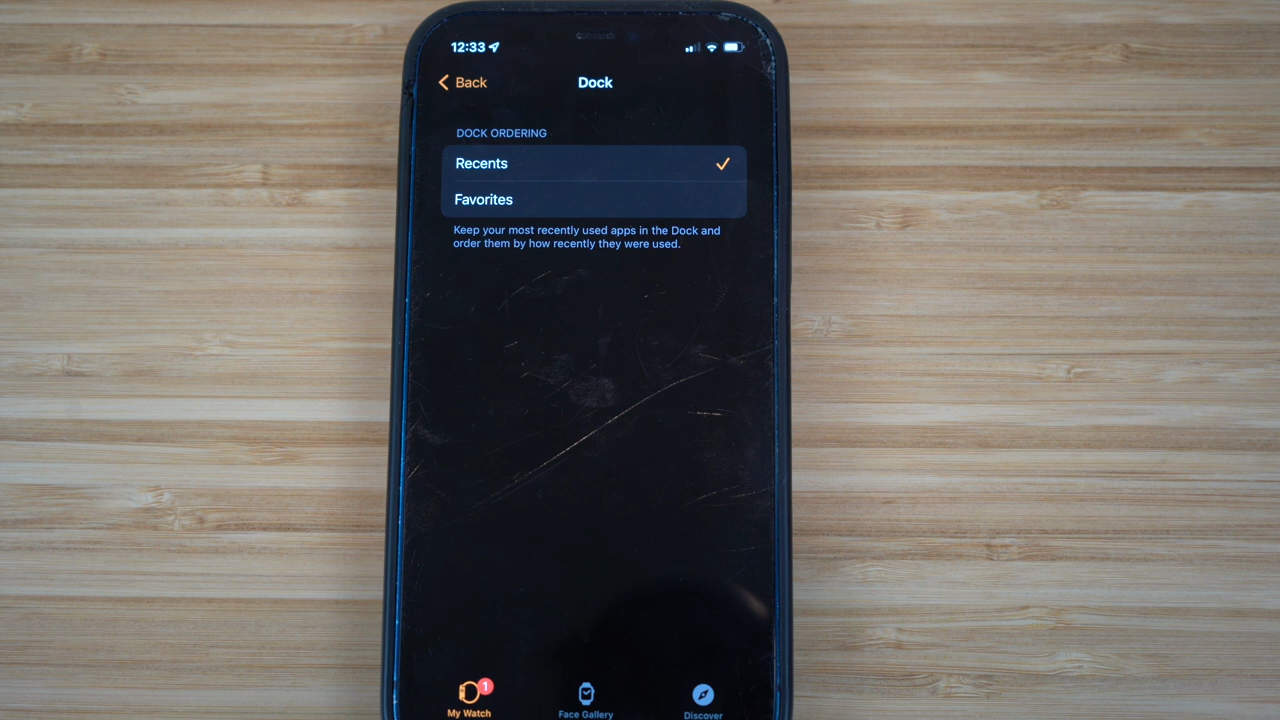 12:33
Back
Dock
DOCK ORDERING
Recents
Favorites
Keep your most recently used apps in the Dock and
order them by how recently they were used.
1
My Watch
Face Gallery
Discover